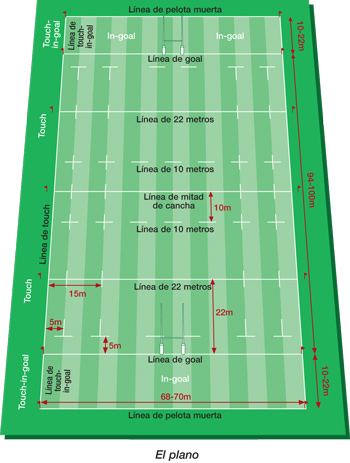 Línea de pelota muerta
Touch-
in-goal
Línea de
touch-
in-goal
In-goal
In-goal
10-22m
Línea de goal
Touch
Línea de 22 metros
Línea de 10 metros
94-100m
Línea de mitad
de cancha
10m
Línea de touch
Línea de 10 metros
Touch
Línea de 22 metros
15m
22m
5m
5m
Línea de goal
Touch-in-goal
Línea de
touch-
in-goal
In-goal
10-22m
68-70m
Línea de pelota muerta
El plano